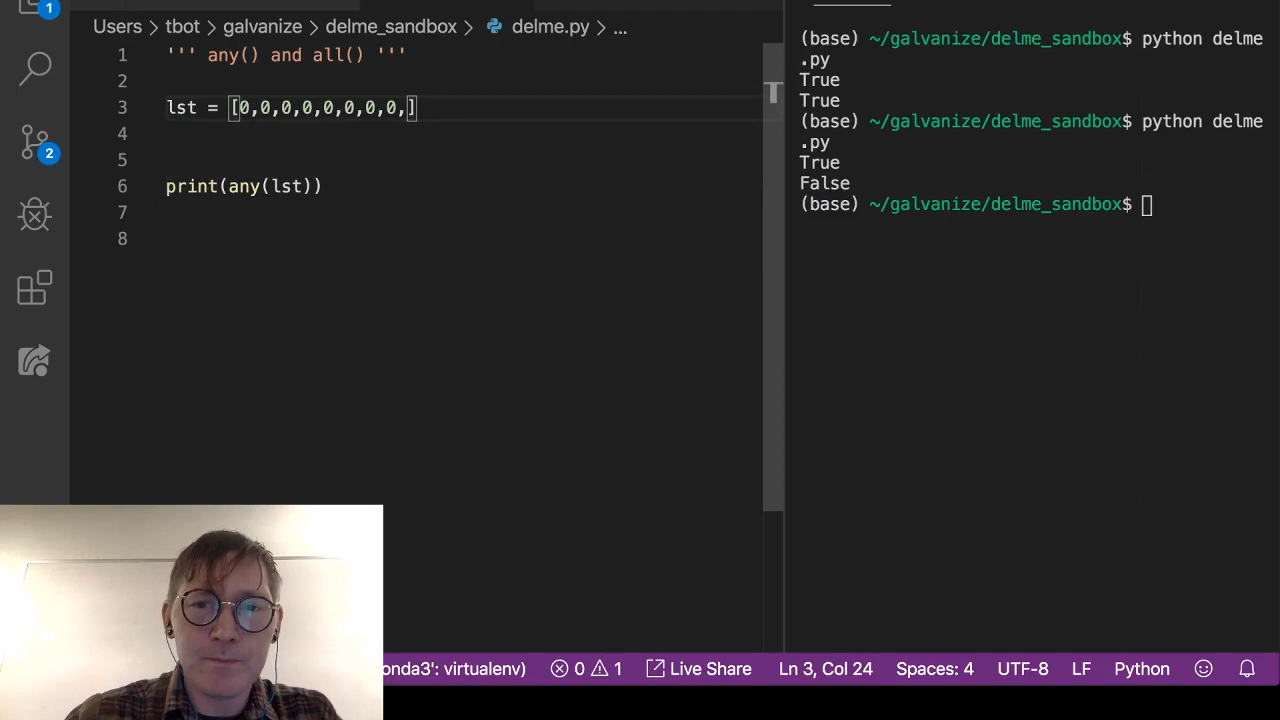 1
Users > tbot > galvanize > delme_sandbox > delme.py > ...
1 ''' any() and all() '''
2
3 lst = [0,0,0,0,0,0,0,0,]
4
5
6 print(any(lst))
7
8
2
(base) ~/galvanize/delme_sandbox$ python delme
.py
True
True
(base) ~/galvanize/delme_sandbox$ python delme
.py
True
False
(base) ~/galvanize/delme_sandbox$
onda3': virtualenv) 0 1 Live Share Ln 3, Col 24 Spaces: 4 UTF-8 LF Python